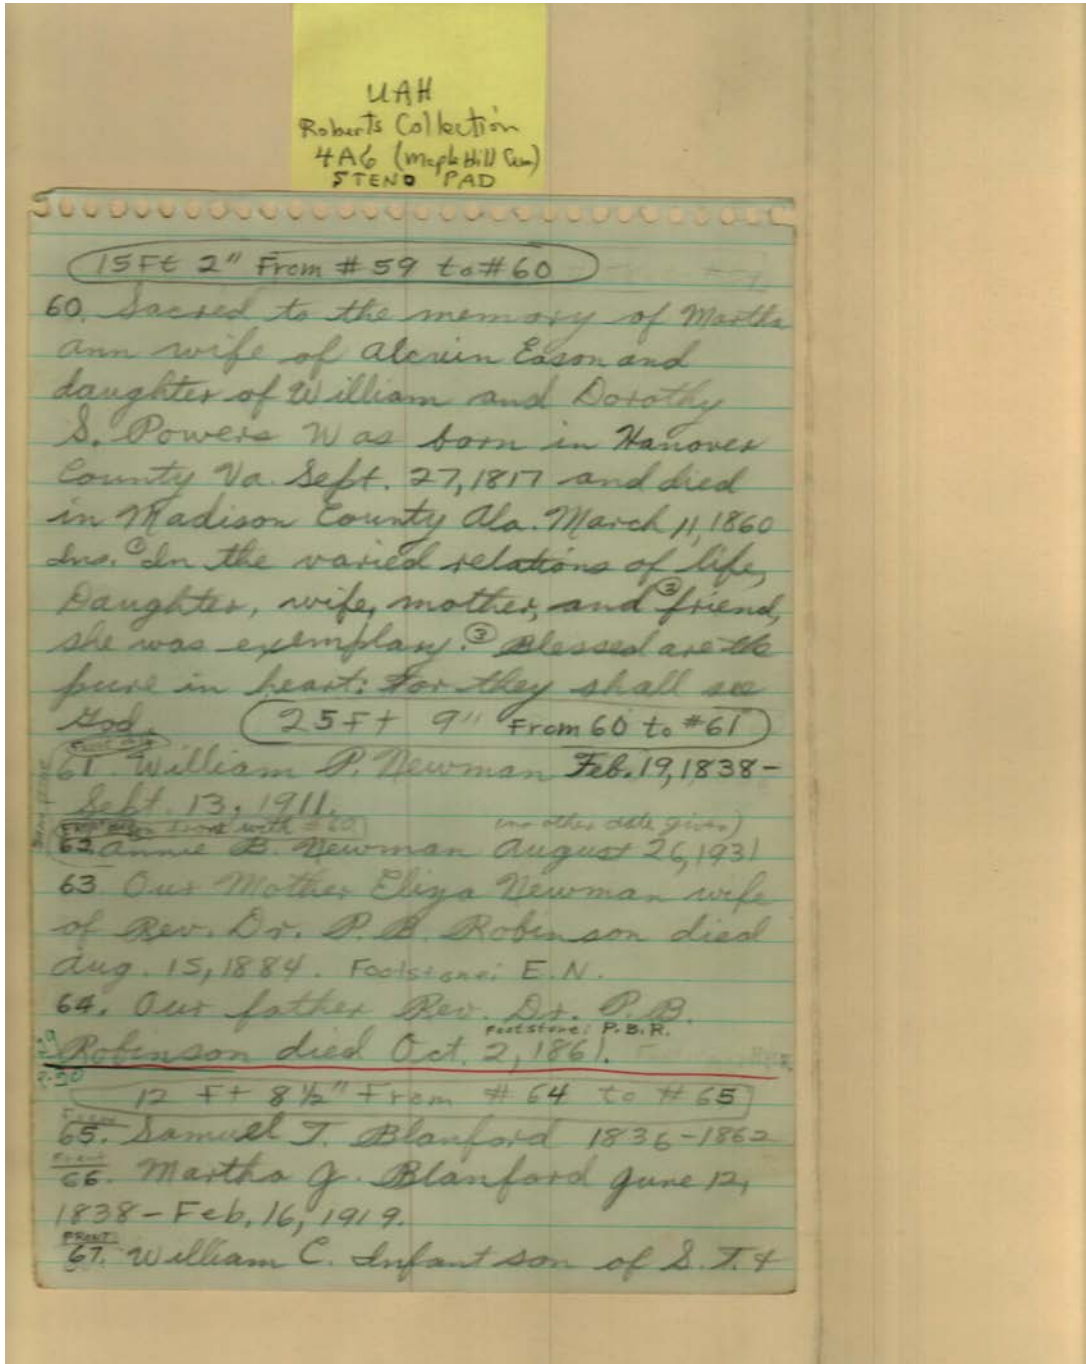 UAH
Roberts Collection
4A6 (Maple Hill Cem)
STENO PAD
15Ft 2" From #59 to #60
60. Sacred to the memory of Martha
Ann wife of Alcuin Eason and
daughter of William and Dorothy
S. Powers Was born in Hanover
County Va. Sept. 27, 1817 and died
in Madison County Ala. March 11, 1860
Ins. In the varied relations of life,
Daughter, wife, mother, and ③ friend,
she was exemplary. ③ Blessed are the
pure in heart: For they shall see
God. 25Ft 9" From 60 to #61
61. William P. Newman Feb. 19, 1838-
Sept. 13, 1911.
with (no other date given)
62. Annie B. Newman August 26, 1931
63 Our Mother Eliza Newman wife
of Rev. Dr. P.B. Robinson died
Aug. 15, 1884. Footstone: E.N.
64. Our father Rev. Dr. P.B.
Footstone: P.B.R.
Robinson died Oct. 2, 1861.
12 Ft 8 1/2" From #64 to #65
Front
65. Samuel T. Blanford 1836-1862
Front
66. Martha J. Blanford June 12,
1838-Feb. 16, 1919.
FRONT:
67. William C. Infant son of S.T. &